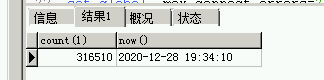 信息 结果1 概况 状态
count(1) now()
316510 2020-12-28 19:34:10